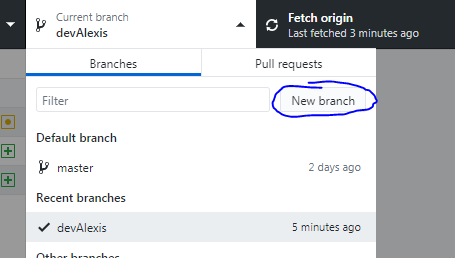 Current branch
devAlexis
Fetch origin
Last fetched 3 minutes ago
Branches
Pull requests
Filter
New branch
Default branch
master
2 days ago
Recent branches
devAlexis
5 minutes ago
Other branches